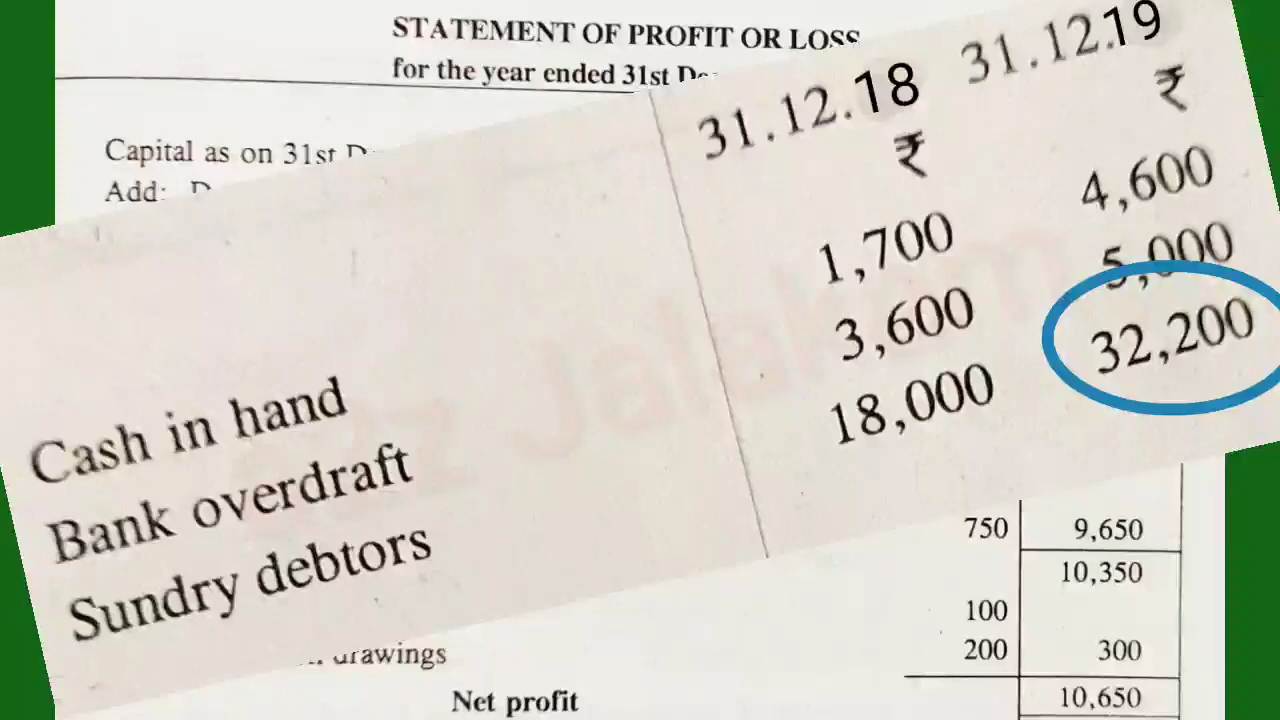 STATEMENT OF PROFIT OR LOSS
for the year ended 31st
Capital as on 31st
Add:
31.12.18 31.12.19
₹ ₹
Cash in hand 1,700 4,600
Bank overdraft 3,600 5,000
Sundry debtors 18,000 32,200
750 9,650
10,350
100
200 300
drawings
Net profit 10,650